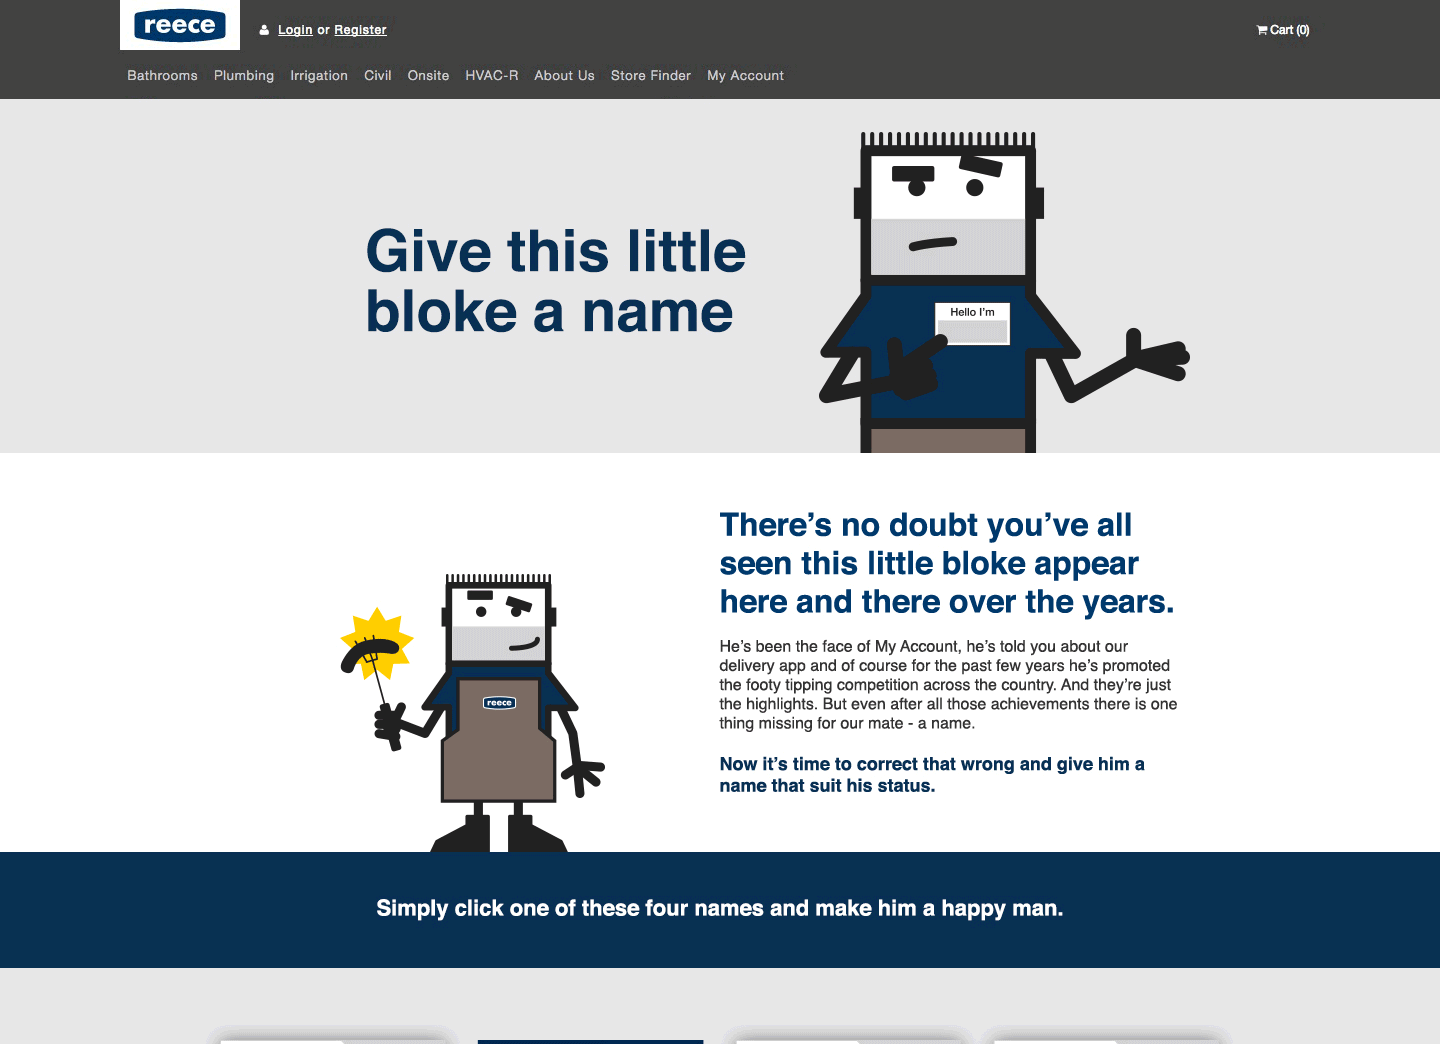 reece
Login or Register
Cart (0)
Bathrooms Plumbing Irrigation Civil Onsite HVAC-R About Us Store Finder My Account
Give this little
bloke a name
Hello I'm
There's no doubt you've all
seen this little bloke appear
here and there over the years.
He's been the face of My Account, he's told you about our
delivery app and of course for the past few years he's promoted
the footy tipping competition across the country. And they're just
the highlights. But even after all those achievements there is one
thing missing for our mate - a name.
Now it's time to correct that wrong and give him a
name that suit his status.
reece
Simply click one of these four names and make him a happy man.